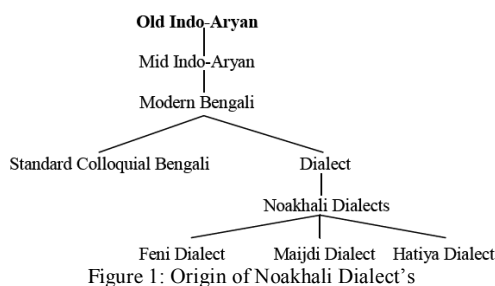 Old Indo-Aryan
Mid Indo-Aryan
Modern Bengali
Standard Colloquial Bengali Dialect
Noakhali Dialects
Feni Dialect Maijdi Dialect Hatiya Dialect
Figure 1: Origin of Noakhali Dialect's